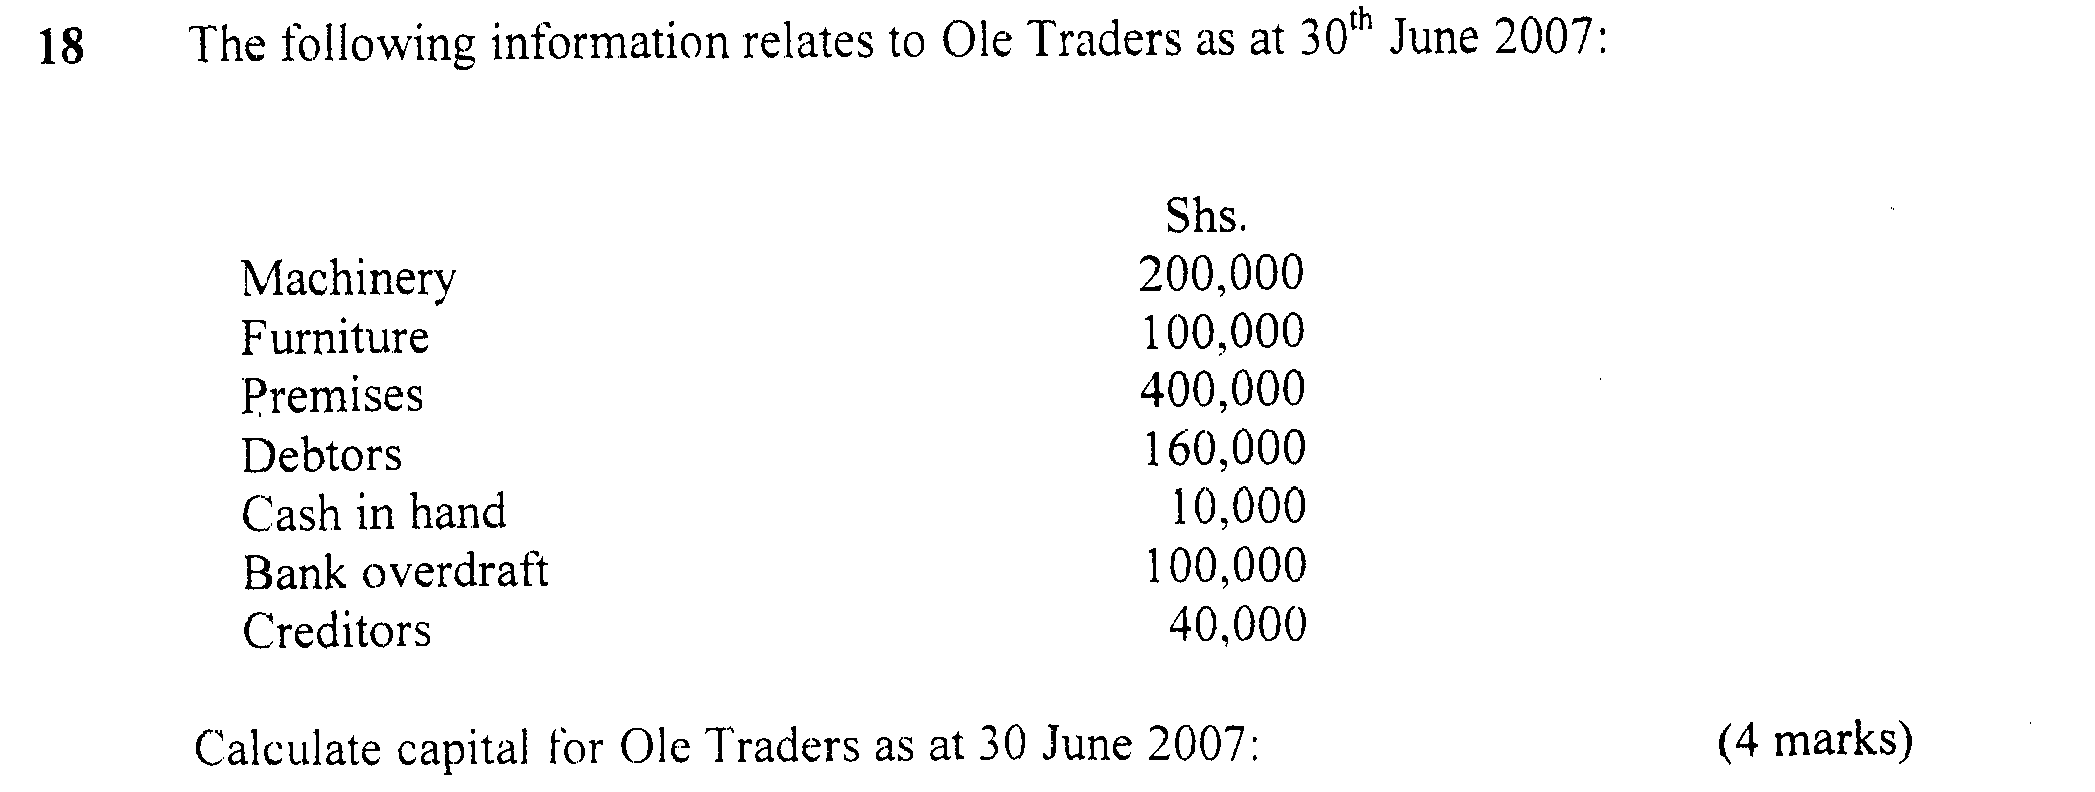 18 The following information relates to Ole Traders as at 30th June 2007:
Shs.
Machinery 200,000
Furniture 100,000
Premises 400,000
Debtors 160,000
Cash in hand 10,000
Bank overdraft 100,000
Creditors 40,000
Calculate capital for Ole Traders as at 30 June 2007: (4 marks)